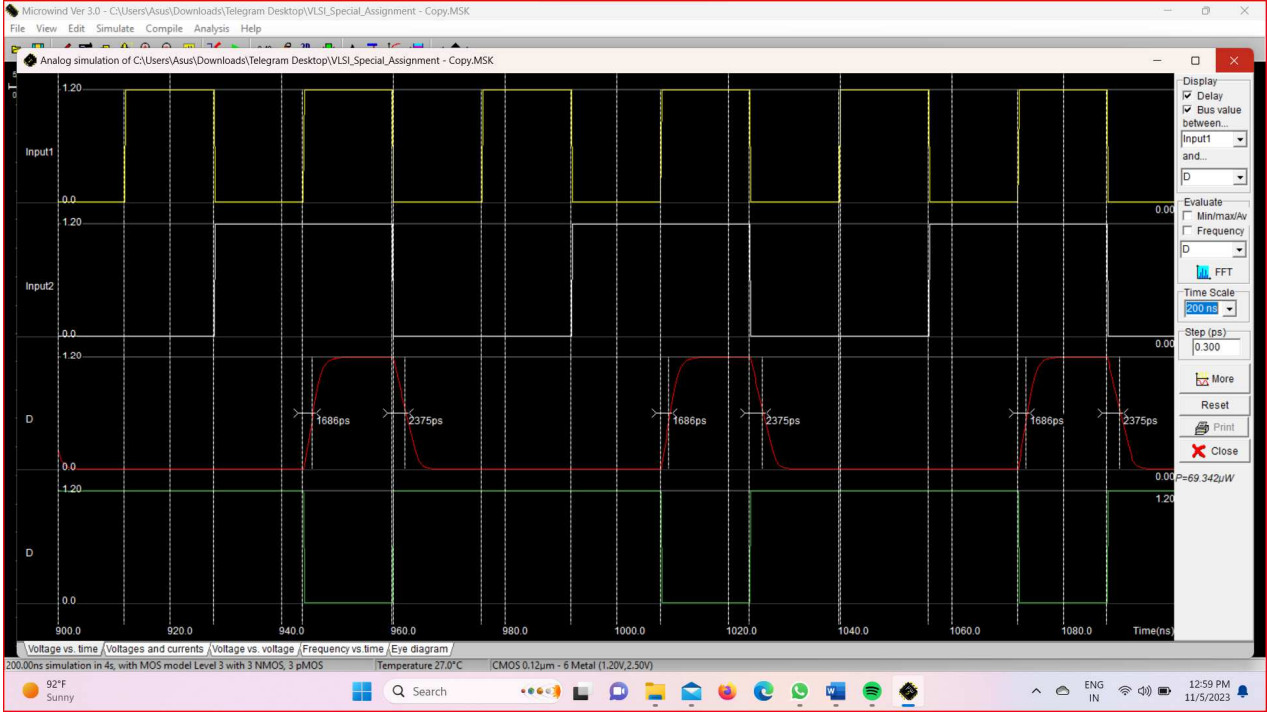 Microwind Ver 3.0 - C:\Users\Asus\Downloads\Telegram Desktop\VLSI_Special_Assignment - Copy.MSK
File View Edit Simulate Compile Analysis Help
Analog simulation of C:\Users\Asus\Downloads\Telegram Desktop\VLSI_Special_Assignment - Copy.MSK
Display
Delay
Bus value
between...
Input1
and...
D
Evaluate
Min/max/Av
Frequency
D
FFT
Time Scale
200 ns
Step (ps)
0.300
More
Reset
Print
Close
P=69.342µW
1.20
Input1
0.0
0.00
1.20
Input2
0.0
0.00
1.20
D
1686ps 2375ps 1686ps 2375ps 1686ps 2375ps
0.0
0.00
1.20
1.20
D
0.0
900.0 920.0 940.0 960.0 980.0 1000.0 1020.0 1040.0 1060.0 1080.0 Time(ns)
Voltage vs. time Voltages and currents Voltage vs. voltage Frequency vs.time Eye diagram
200.00ns simulation in 4s, with MOS model Level 3 with 3 NMOS, 3 pMOS Temperature 27.0°C CMOS 0.12µm - 6 Metal (1.20V,2.50V)
92°F
Sunny
Search
ENG
IN
12:59 PM
11/5/2023